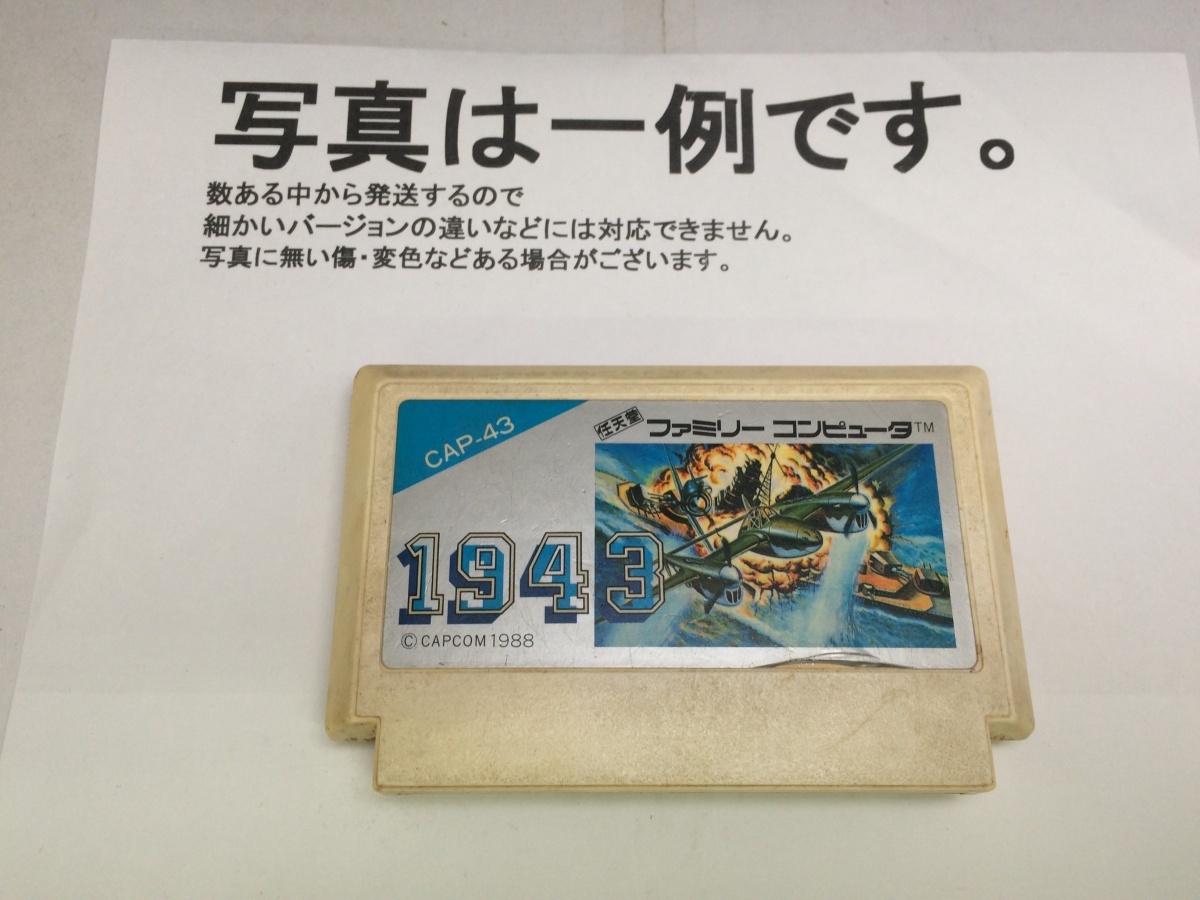 写真は一例です。
数ある中から発送するので
細かいバージョンの違いなどには対応できません。
写真に無い傷・変色などある場合がございます。
CAP-43
任天堂 ファミリー コンピュータ™
1943
© CAPCOM 1988